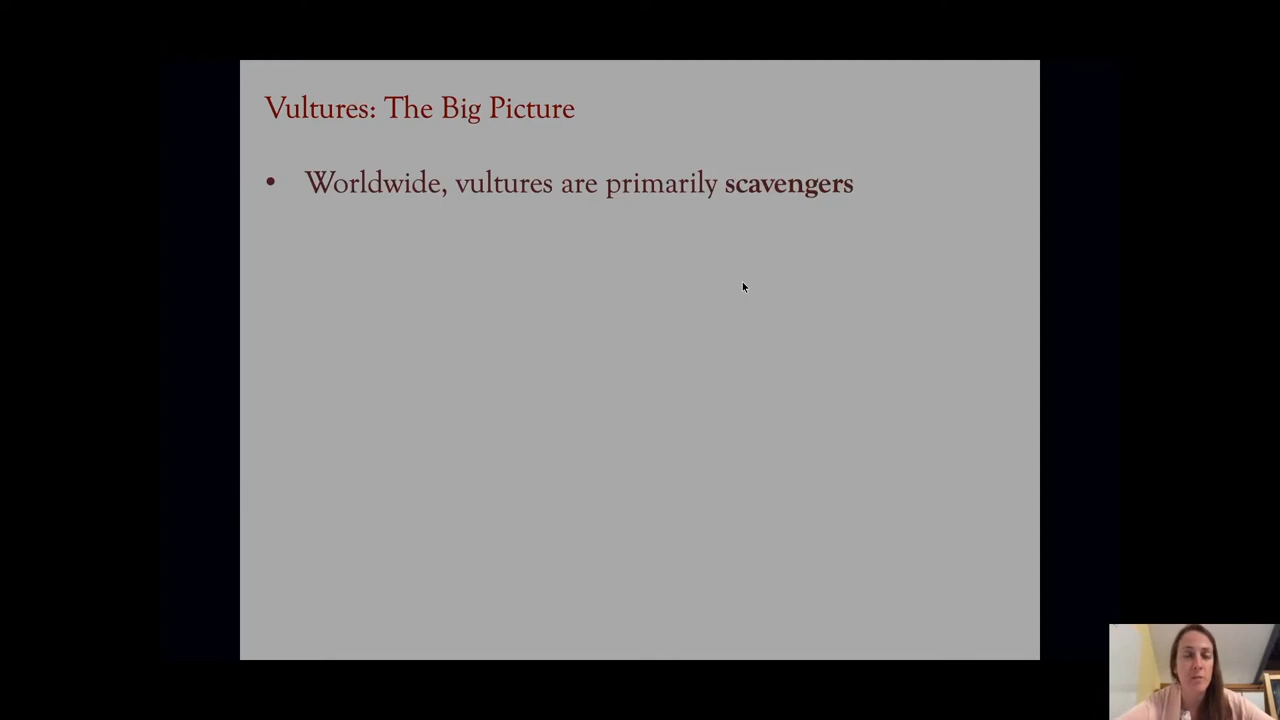 Vultures: The Big Picture
• Worldwide, vultures are primarily scavengers